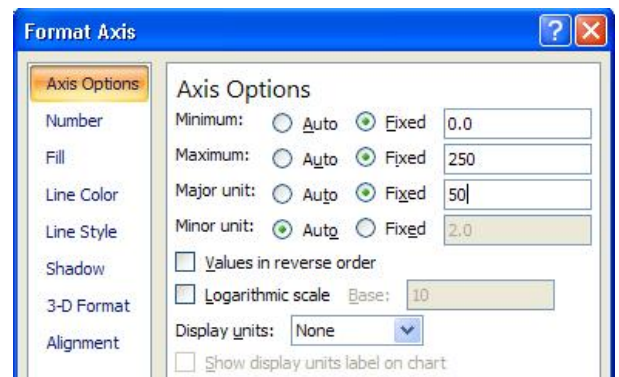 Format Axis
Axis Options
Number
Fill
Line Color
Line Style
Shadow
3-D Format
Alignment
Axis Options
Minimum: Auto Fixed 0.0
Maximum: Auto Fixed 250
Major unit: Auto Fixed 50
Minor unit: Auto Fixed 2.0
Values in reverse order
Logarithmic scale Base: 10
Display units: None
Show display units label on chart